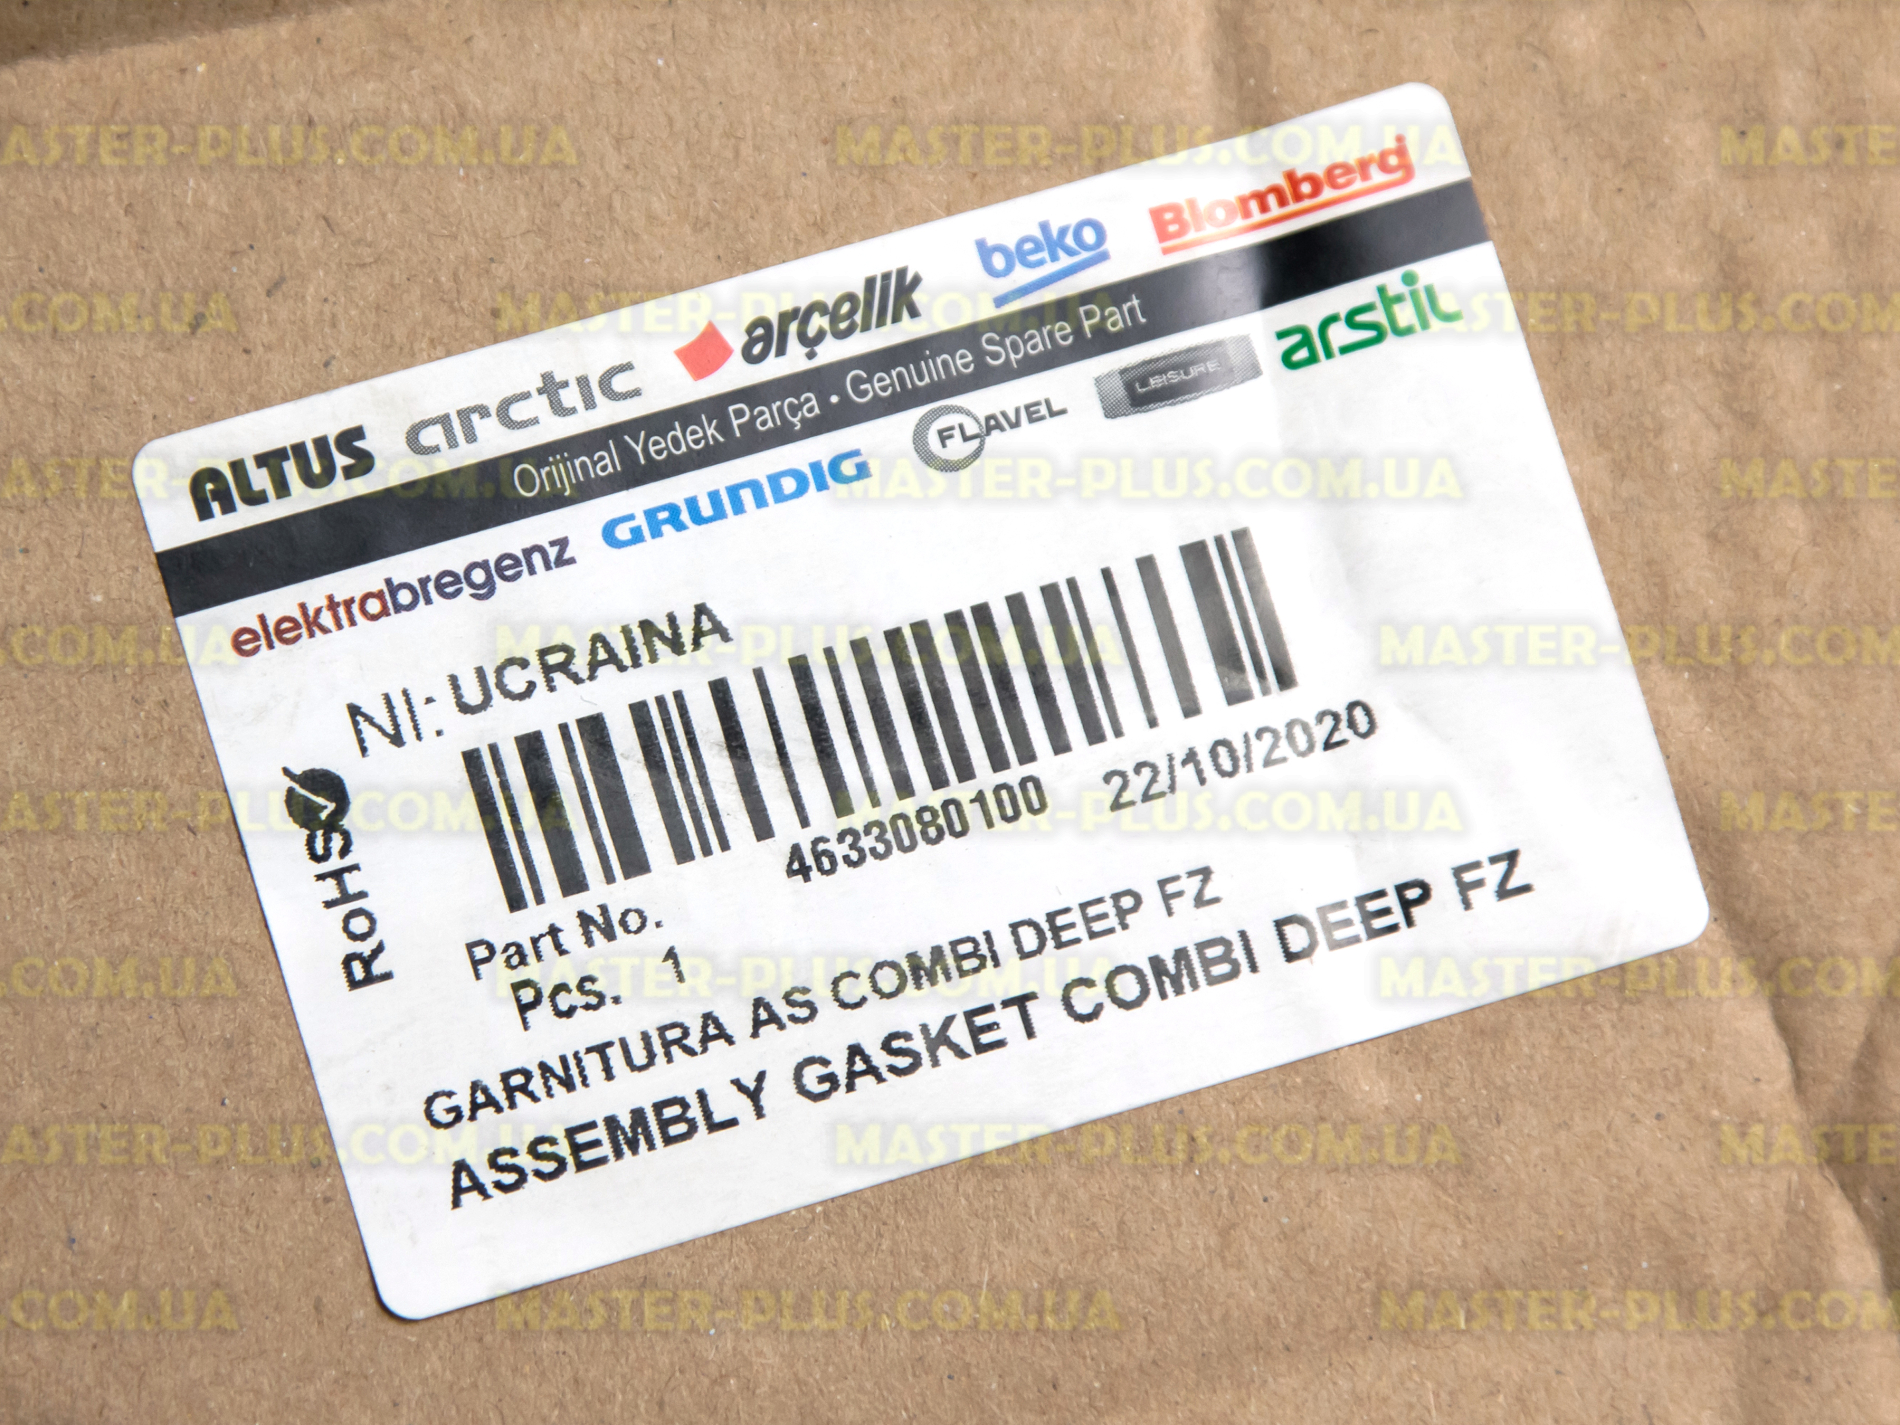 ALTUS arctic arçelik beko Blomberg
Orijinal Yedek Parça • Genuine Spare Part
elektrabregenz GRUNDIG FLAVEL LEISURE arstil
NI: UCRAINA
RoHS
4633080100 22/10/2020
Part No.
Pcs. 1
GARNITURA AS COMBI DEEP FZ
ASSEMBLY GASKET COMBI DEEP FZ
MASTER-PLUS.COM.UA